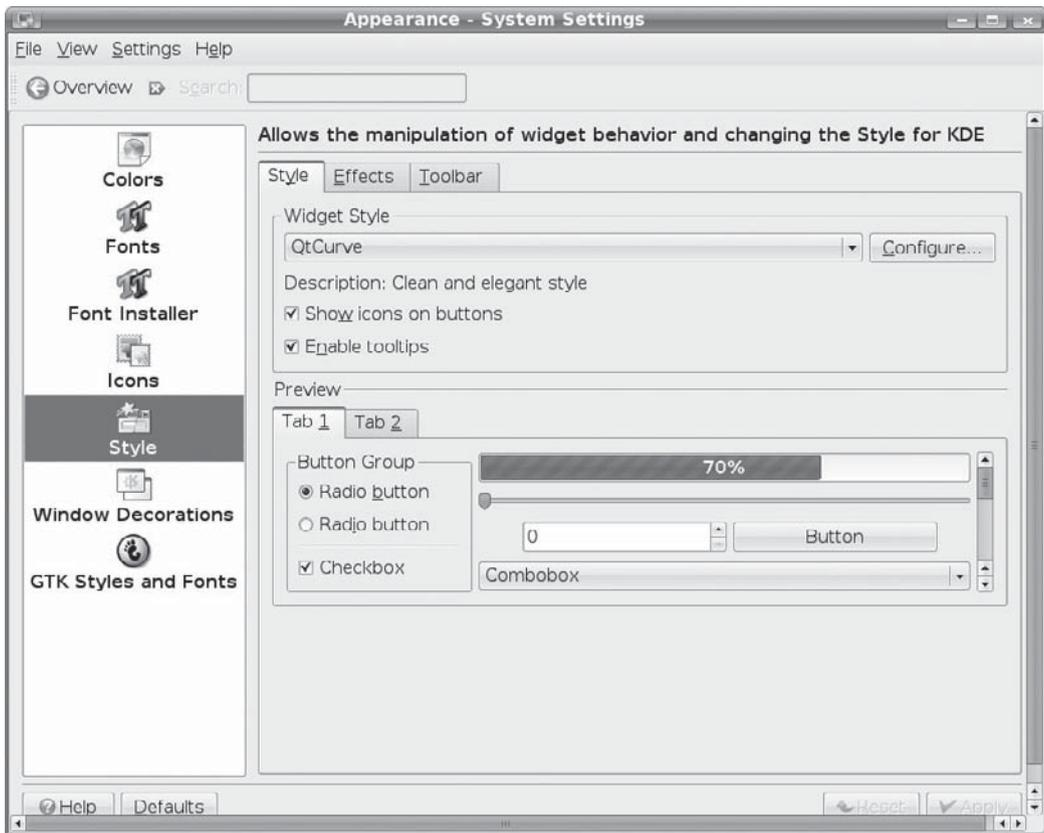 Appearance - System Settings
File View Settings Help
Overview Search:
Allows the manipulation of widget behavior and changing the Style for KDE
Colors
Fonts
Font Installer
Icons
Style
Window Decorations
GTK Styles and Fonts
Style Effects Toolbar
Widget Style
QtCurve Configure...
Description: Clean and elegant style
Show icons on buttons
Enable tooltips
Preview
Tab 1 Tab 2
Button Group
Radio button
Radio button
Checkbox
70%
0 Button
Combobox
Help Defaults Reset Apply